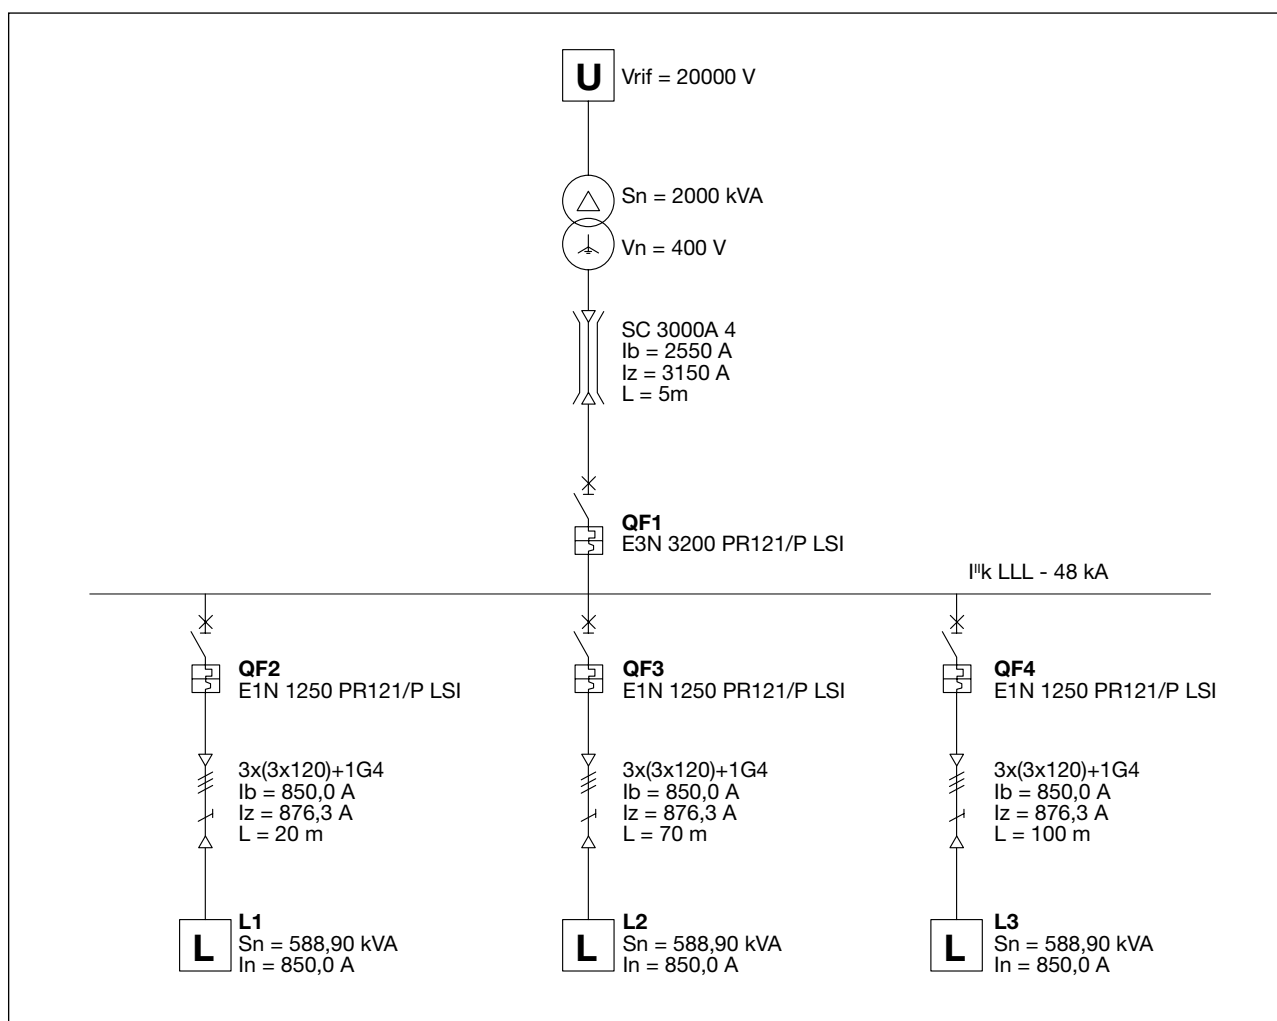 U
Vrif = 20000 V
Sn = 2000 kVA
Vn = 400 V
SC 3000A 4
Ib = 2550 A
Iz = 3150 A
L = 5m
QF1
E3N 3200 PR121/P LSI
I"k LLL - 48 kA
QF2
E1N 1250 PR121/P LSI
QF3
E1N 1250 PR121/P LSI
QF4
E1N 1250 PR121/P LSI
3x(3x120)+1G4
Ib = 850,0 A
Iz = 876,3 A
L = 20 m
3x(3x120)+1G4
Ib = 850,0 A
Iz = 876,3 A
L = 70 m
3x(3x120)+1G4
Ib = 850,0 A
Iz = 876,3 A
L = 100 m
L
L1
Sn = 588,90 kVA
In = 850,0 A
L
L2
Sn = 588,90 kVA
In = 850,0 A
L
L3
Sn = 588,90 kVA
In = 850,0 A